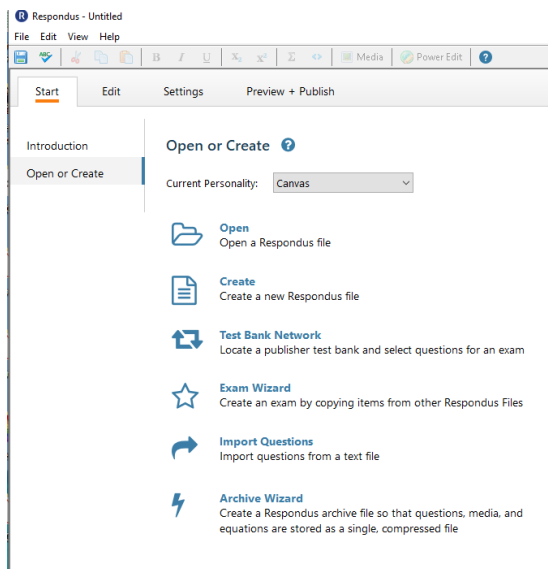 Respondus - Untitled
File Edit View Help
ABC B I U X₂ X² Σ <> Media Power Edit ?
Start Edit Settings Preview + Publish
Introduction
Open or Create
Open or Create ?
Current Personality: Canvas
Open
Open a Respondus file
Create
Create a new Respondus file
Test Bank Network
Locate a publisher test bank and select questions for an exam
Exam Wizard
Create an exam by copying items from other Respondus Files
Import Questions
Import questions from a text file
Archive Wizard
Create a Respondus archive file so that questions, media, and
equations are stored as a single, compressed file